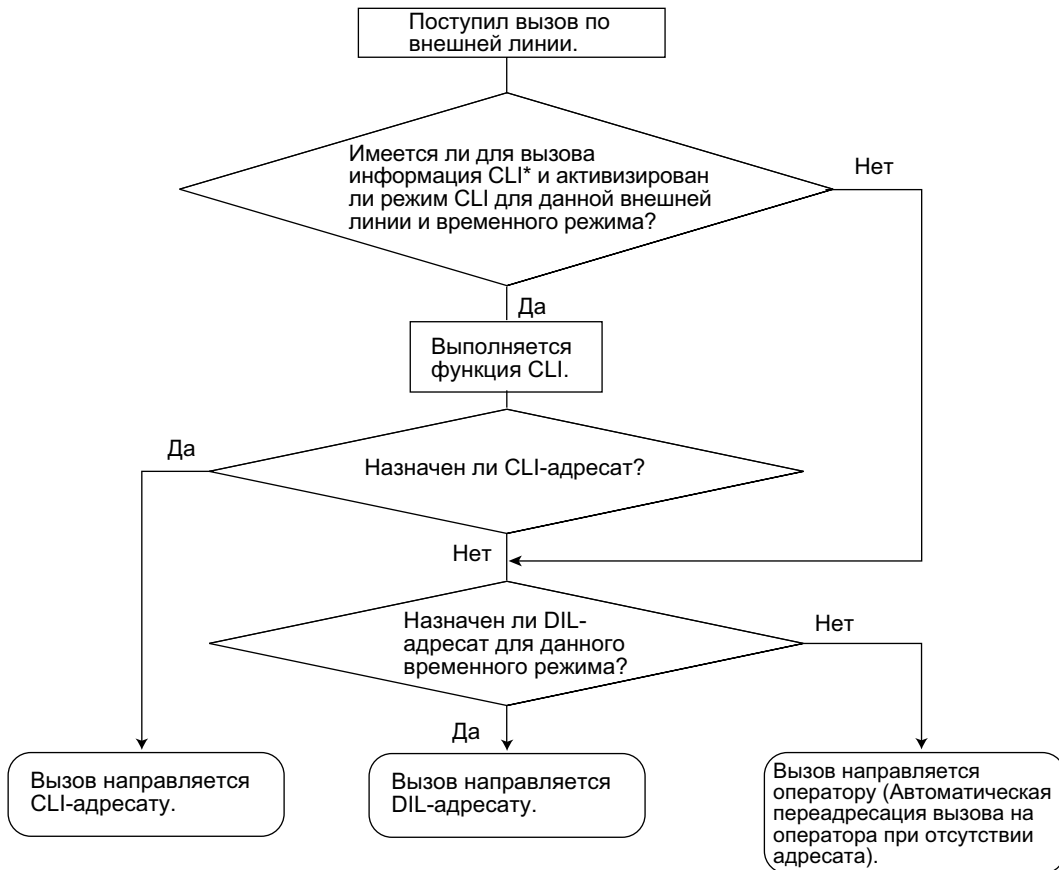 Поступил вызов по
внешней линии.
Имеется ли для вызова
информация CLI* и активизирован
ли режим CLI для данной внешней
линии и временного режима?
Нет
Да
Выполняется
функция CLI.
Да
Назначен ли CLI-адресат?
Нет
Назначен ли DIL-
адресат для данного
временного режима?
Нет
Да
Вызов направляется
CLI-адресату.
Вызов направляется
DIL-адресату.
Вызов направляется
оператору (Автоматическая
переадресация вызова на
оператора при отсутствии
адресата).